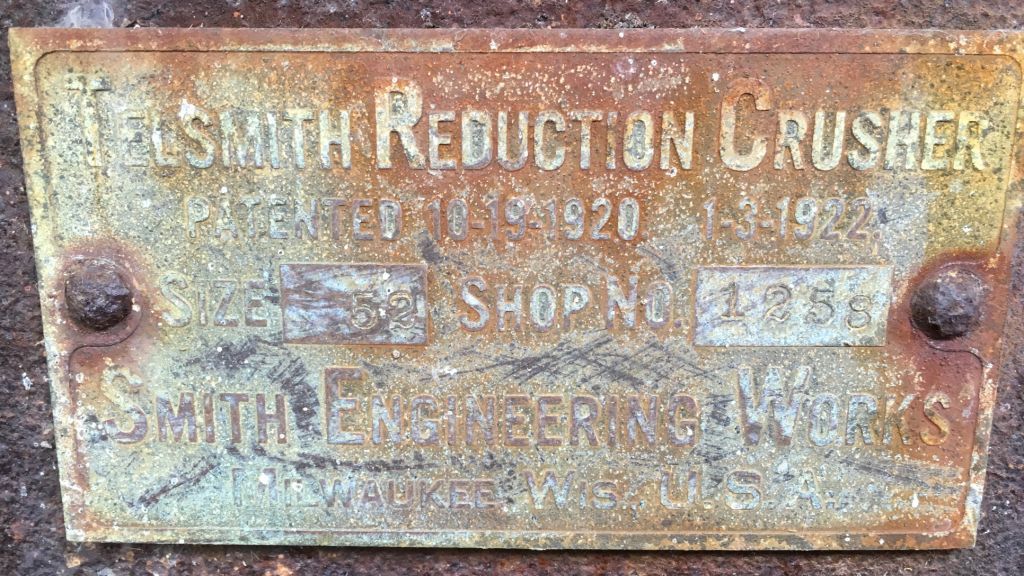 TELSMITH REDUCTION CRUSHER
PATENTED 10-19-1920 1-3-1922
SIZE 52 SHOP NO. 1258
SMITH ENGINEERING WORKS
MILWAUKEE, WIS., U.S.A.